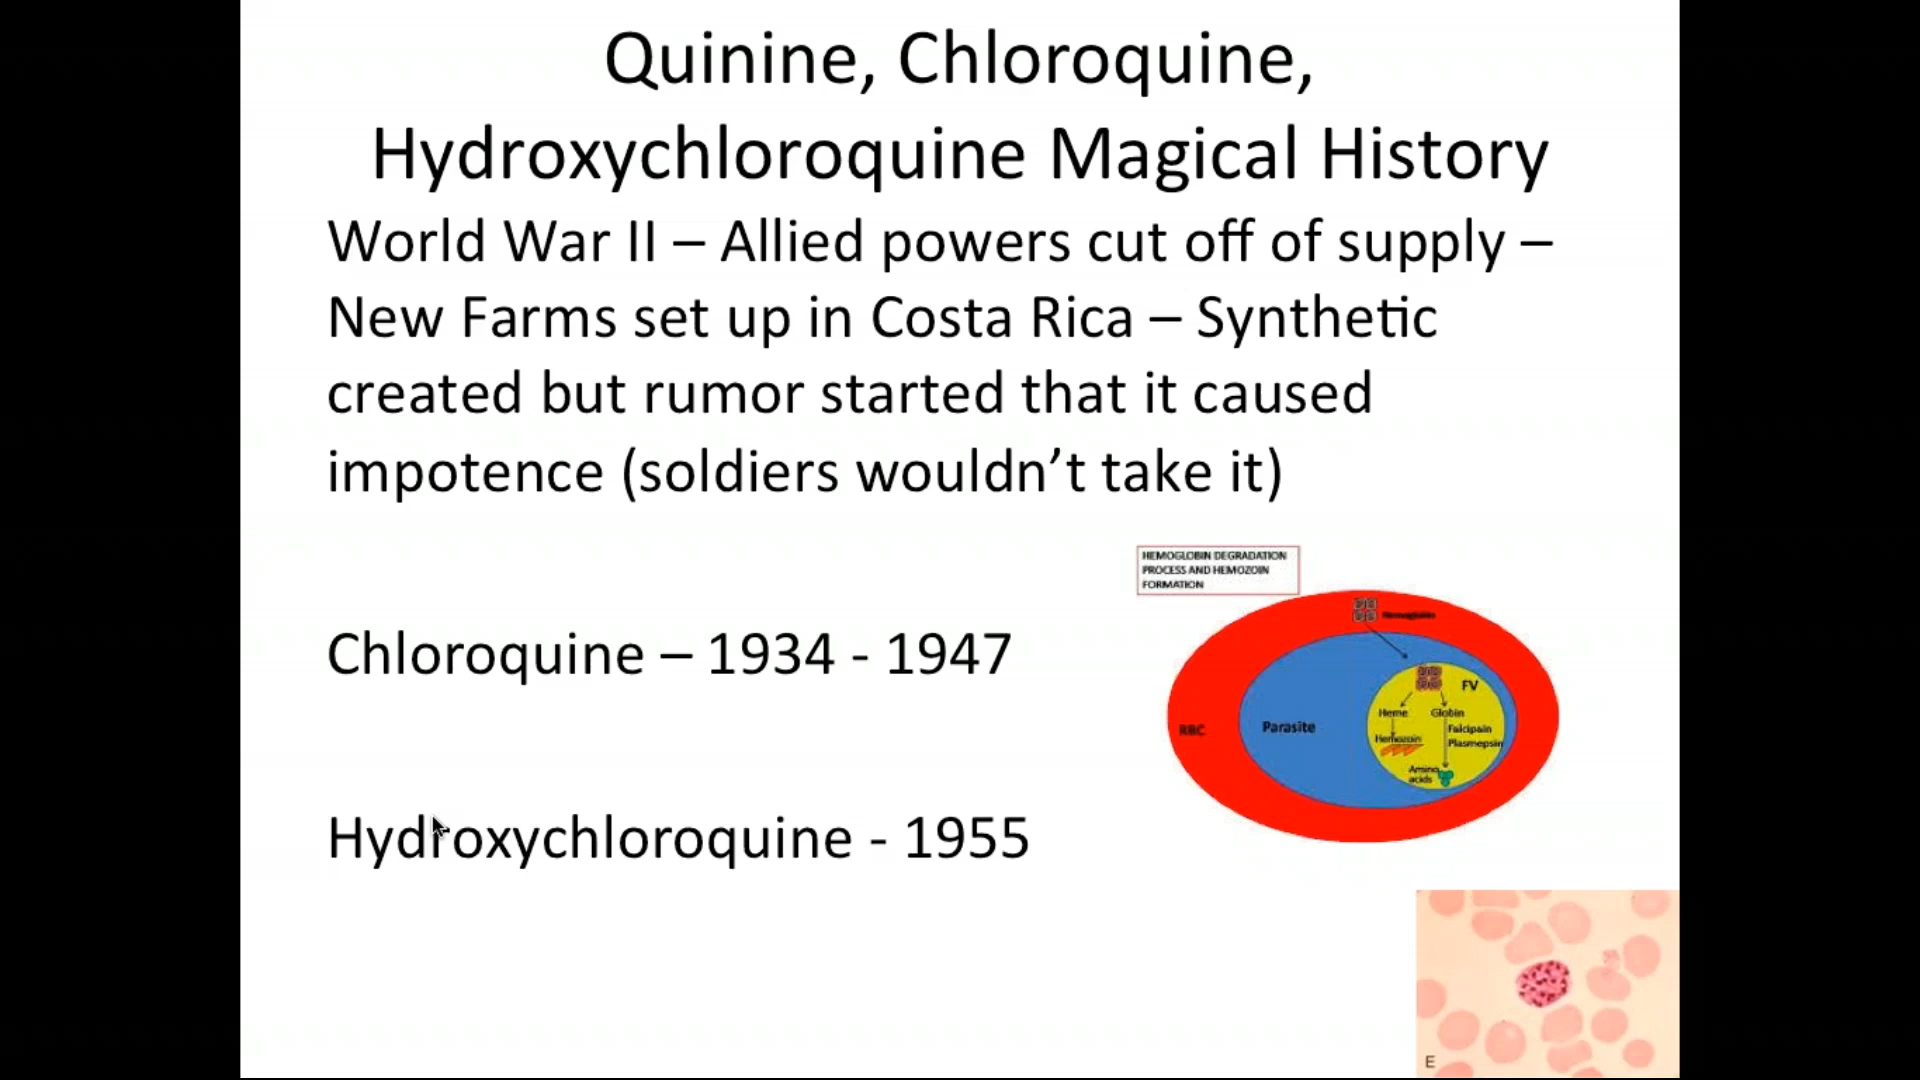 Quinine, Chloroquine,
Hydroxychloroquine Magical History
World War II – Allied powers cut off of supply –
New Farms set up in Costa Rica – Synthetic
created but rumor started that it caused
impotence (soldiers wouldn’t take it)
Chloroquine – 1934 - 1947
Hydroxychloroquine - 1955
HEMOGLOBIN DEGRADATION
PROCESS AND HEMOZOIN
FORMATION
Hemoglobin
FV
Heme
Globin
Falcipain
Plasmepsin
Hemozoin
Amino
acids
Parasite
RBC
E